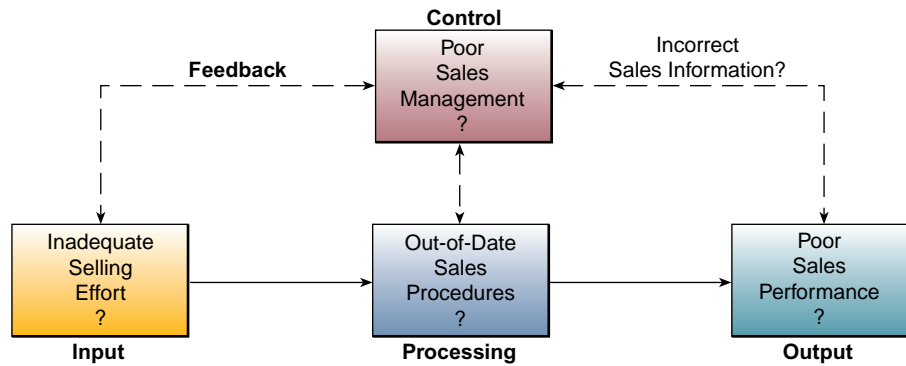 Control
Poor
Sales
Management
?
Feedback
Incorrect
Sales Information?
Inadequate
Selling
Effort
?
Input
Out-of-Date
Sales
Procedures
?
Processing
Poor
Sales
Performance
?
Output